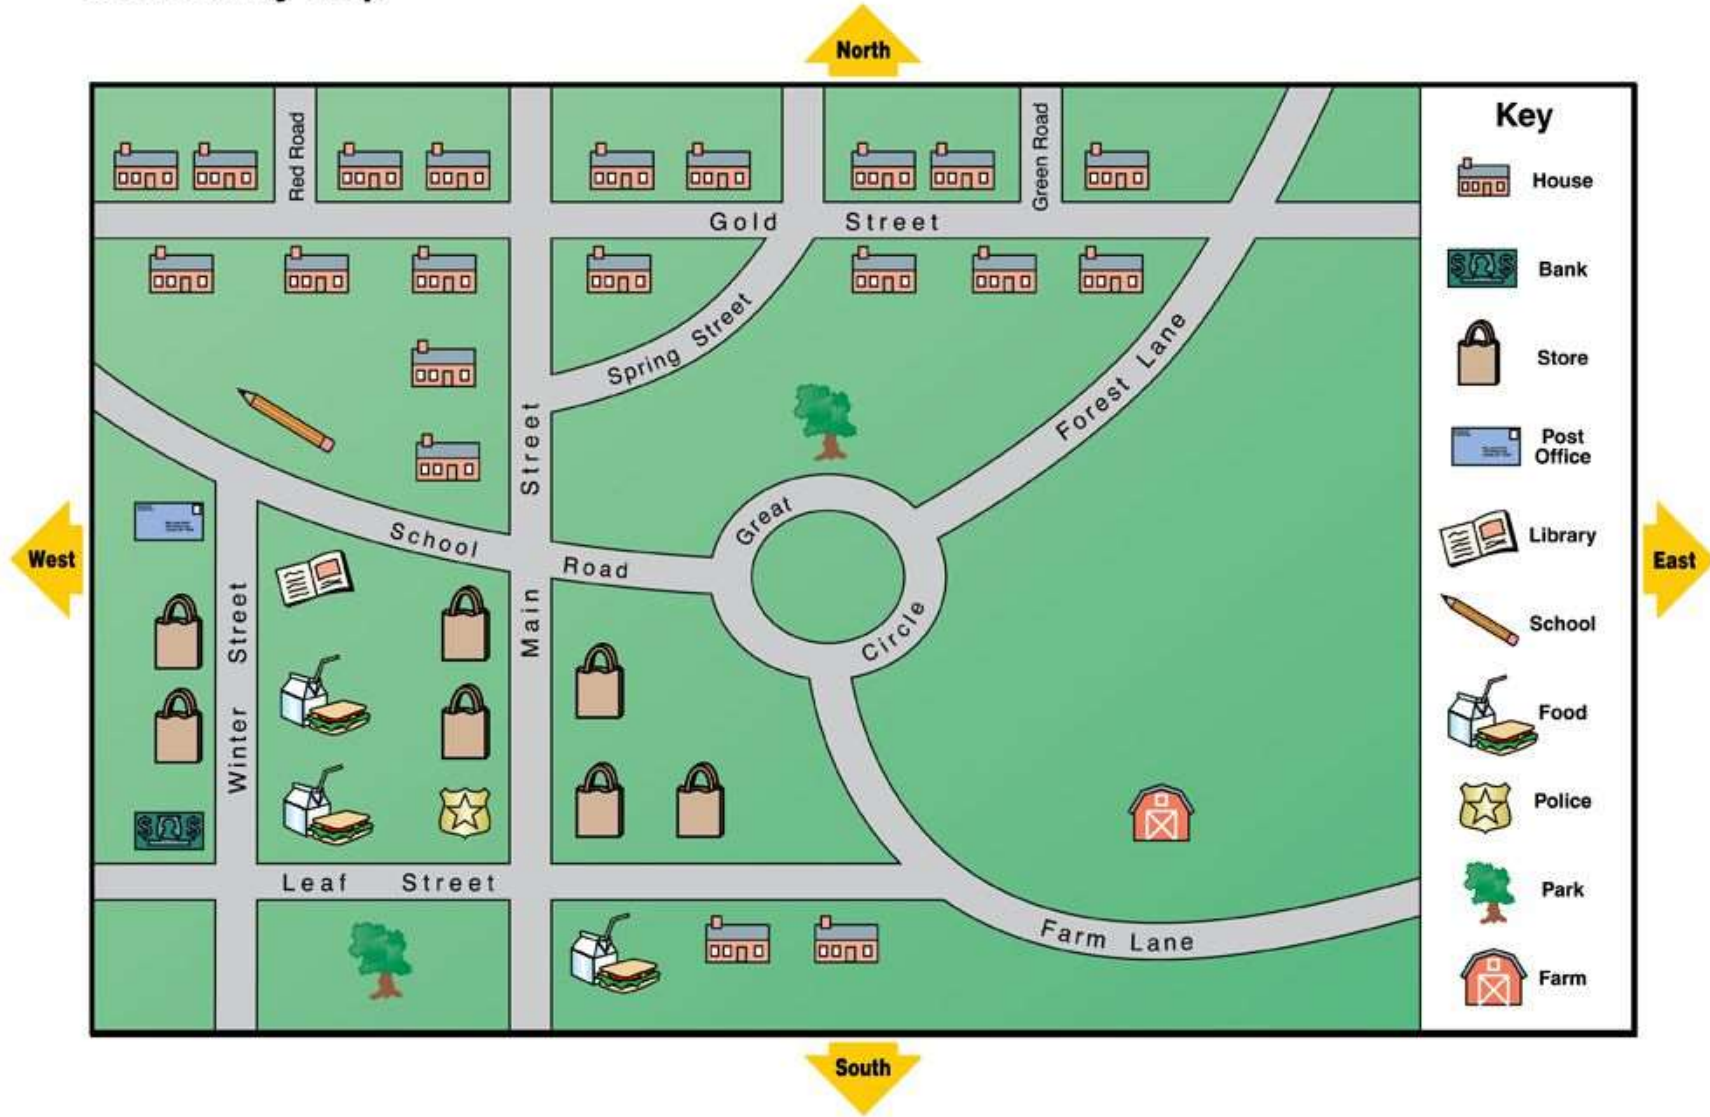 North
Red Road
Green Road
Gold Street
Spring Street
Forest Lane
Main Street
School Road
Great Circle
Winter Street
Leaf Street
Farm Lane
West
East
South
Key
House
Bank
Store
Post
Office
Library
School
Food
Police
Park
Farm